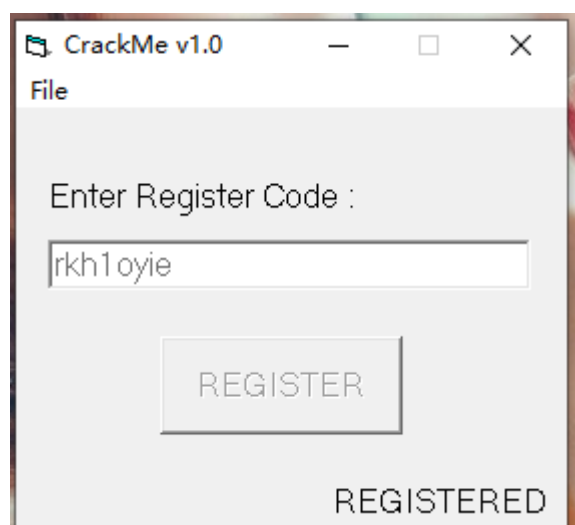 CrackMe v1.0
File
Enter Register Code :
rkh1oyie
REGISTER
REGISTERED